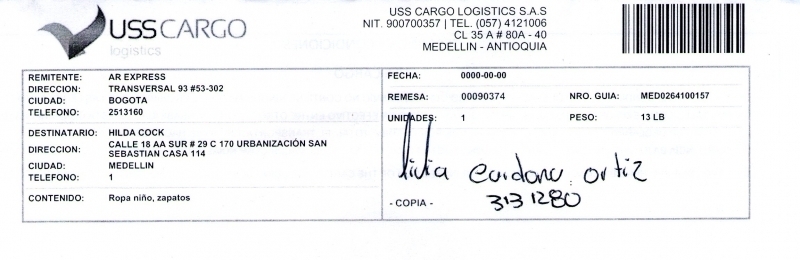 USSCARGO
logistics
USS CARGO LOGISTICS S.A.S
NIT. 900700357 | TEL. (057) 4121006
CL 35 A # 80A - 40
MEDELLIN - ANTIOQUIA
REMITENTE: AR EXPRESS
DIRECCION: TRANSVERSAL 93 #53-302
CIUDAD: BOGOTA
TELEFONO: 2513160
DESTINATARIO: HILDA COCK
DIRECCION: CALLE 18 AA SUR # 29 C 170 URBANIZACIÓN SAN
SEBASTIAN CASA 114
CIUDAD: MEDELLIN
TELEFONO: 1
CONTENIDO: Ropa niño, zapatos
FECHA: 0000-00-00
REMESA: 00090374 NRO. GUIA: MED0264100157
UNIDADES: 1 PESO: 13 LB
livia cardona ortiz
- COPIA - 3131280